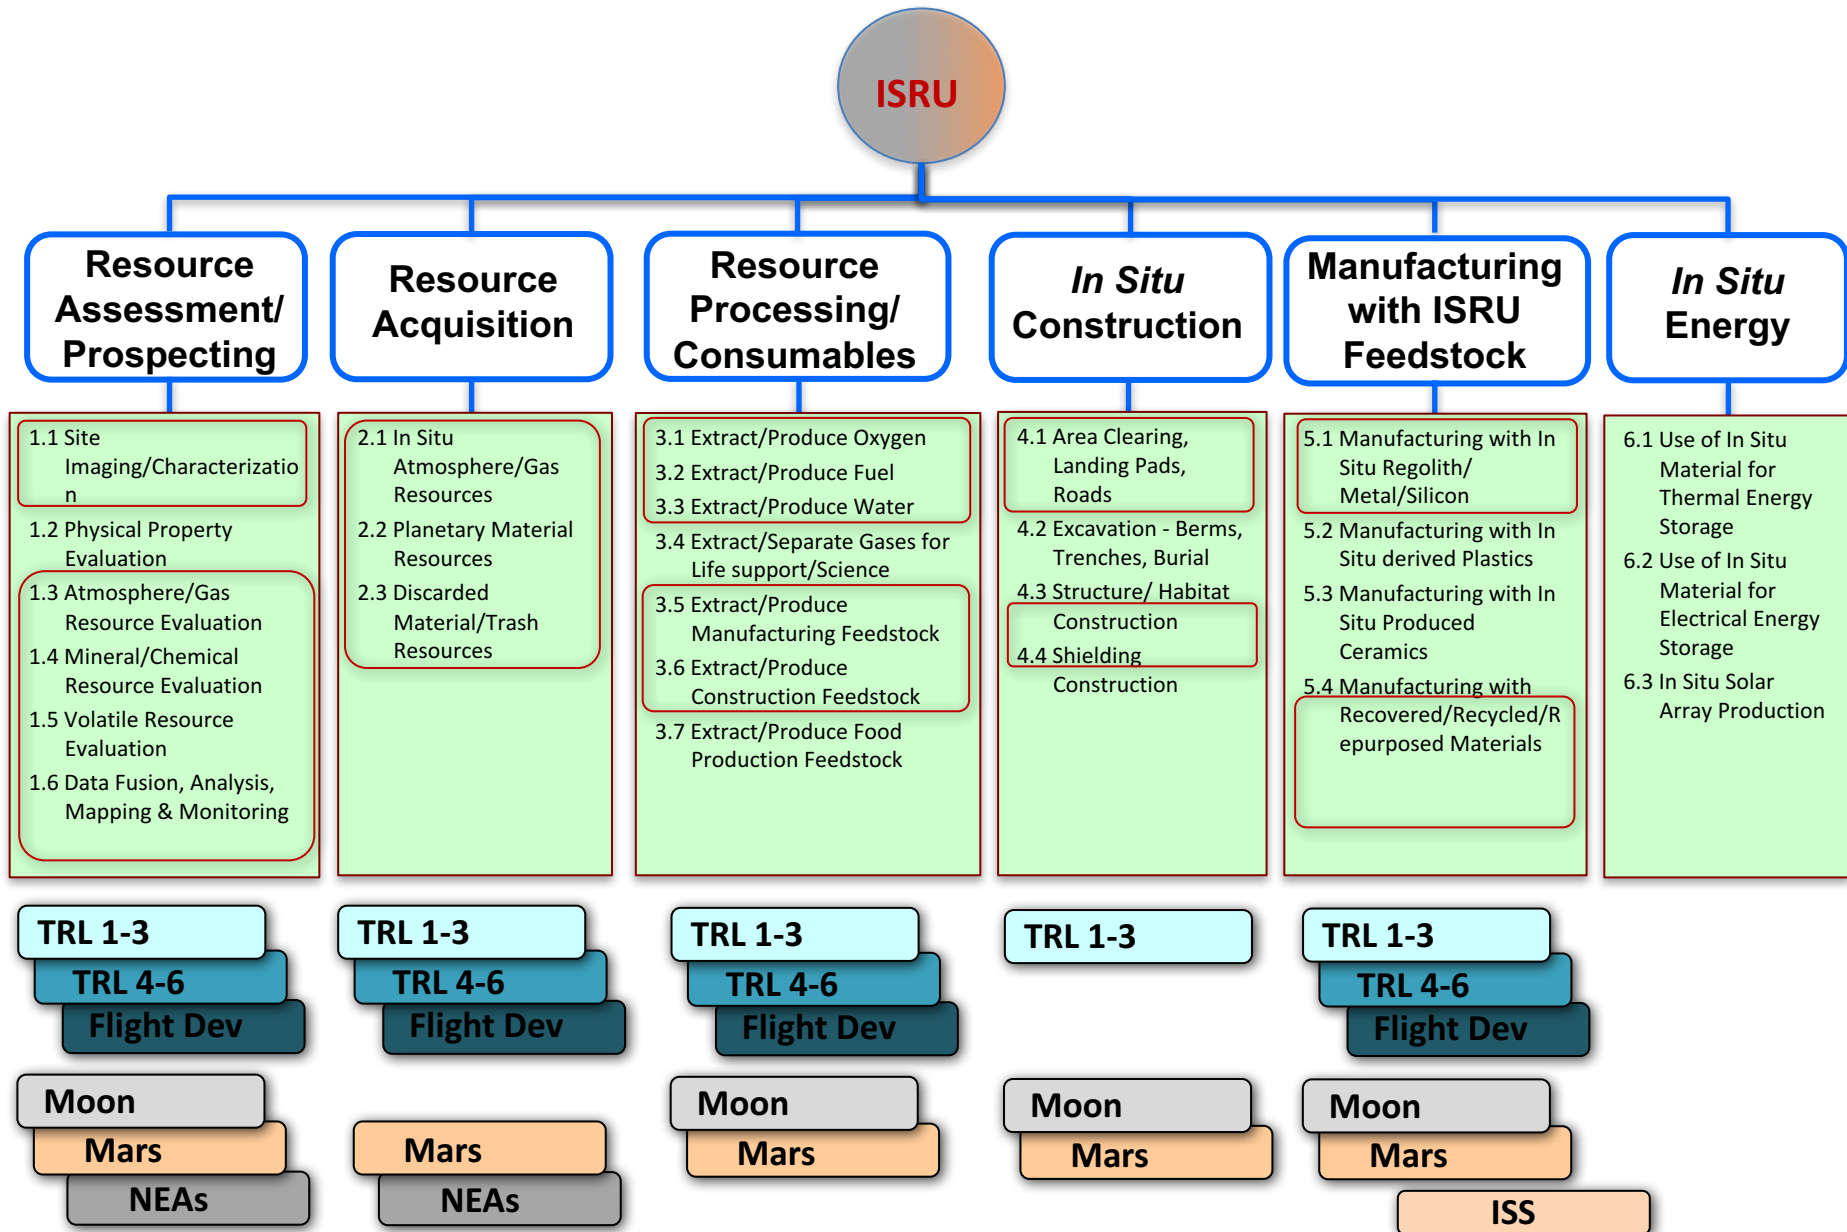 ISRU
Resource
Assessment/
Prospecting
Resource
Acquisition
Resource
Processing/
Consumables
In Situ
Construction
Manufacturing
with ISRU
Feedstock
In Situ
Energy
1.1 Site
Imaging/Characterizatio
n
1.2 Physical Property
Evaluation
1.3 Atmosphere/Gas
Resource Evaluation
1.4 Mineral/Chemical
Resource Evaluation
1.5 Volatile Resource
Evaluation
1.6 Data Fusion, Analysis,
Mapping & Monitoring
2.1 In Situ
Atmosphere/Gas
Resources
2.2 Planetary Material
Resources
2.3 Discarded
Material/Trash
Resources
3.1 Extract/Produce Oxygen
3.2 Extract/Produce Fuel
3.3 Extract/Produce Water
3.4 Extract/Separate Gases for
Life support/Science
3.5 Extract/Produce
Manufacturing Feedstock
3.6 Extract/Produce
Construction Feedstock
3.7 Extract/Produce Food
Production Feedstock
4.1 Area Clearing,
Landing Pads,
Roads
4.2 Excavation - Berms,
Trenches, Burial
4.3 Structure/ Habitat
Construction
4.4 Shielding
Construction
5.1 Manufacturing with In
Situ Regolith/
Metal/Silicon
5.2 Manufacturing with In
Situ derived Plastics
5.3 Manufacturing with In
Situ Produced
Ceramics
5.4 Manufacturing with
Recovered/Recycled/R
epurposed Materials
6.1 Use of In Situ
Material for
Thermal Energy
Storage
6.2 Use of In Situ
Material for
Electrical Energy
Storage
6.3 In Situ Solar
Array Production
TRL 1-3
TRL 4-6
Flight Dev
TRL 1-3
TRL 4-6
Flight Dev
TRL 1-3
TRL 4-6
Flight Dev
TRL 1-3
TRL 1-3
TRL 4-6
Flight Dev
Moon
Mars
NEAs
Mars
NEAs
Moon
Mars
Moon
Mars
Moon
Mars
ISS